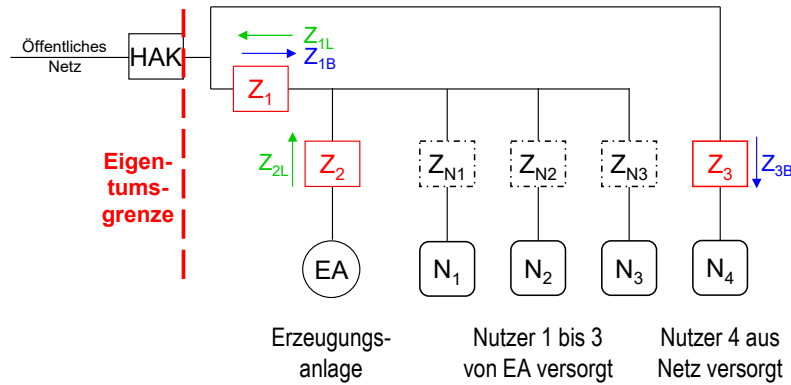 Öffentliches
Netz
HAK
Z1L
Z1B
Z1
Eigen-
tums-
grenze
Z2L
Z2
ZN1
ZN2
ZN3
Z3
Z3B
EA
N1
N2
N3
N4
Erzeugungs-
anlage
Nutzer 1 bis 3
von EA versorgt
Nutzer 4 aus
Netz versorgt